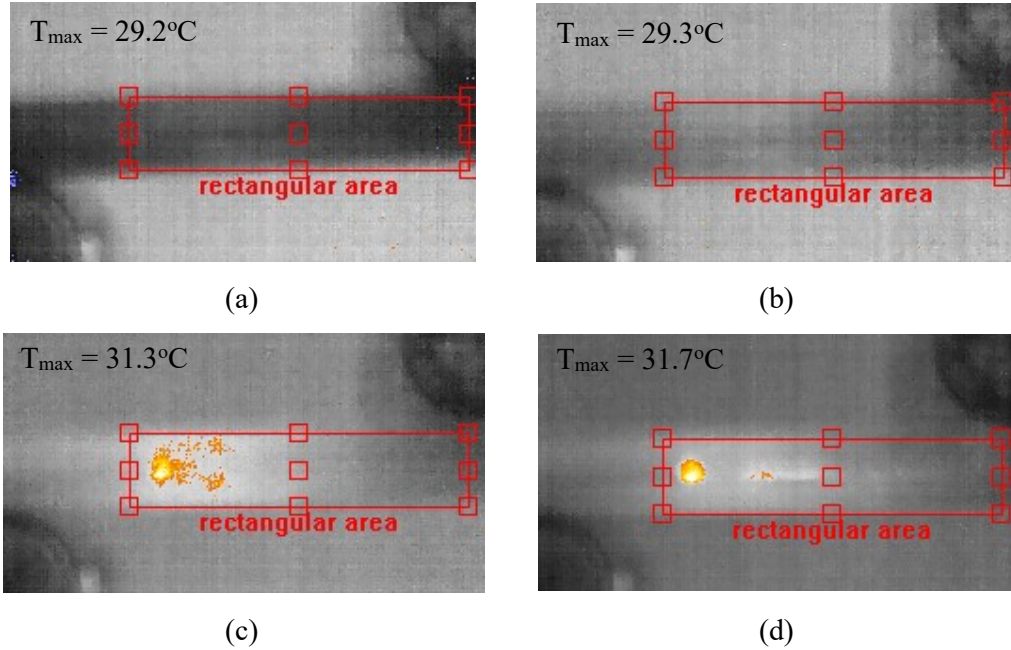 Tmax = 29.2°C
rectangular area
(a)
Tmax = 29.3°C
rectangular area
(b)
Tmax = 31.3°C
rectangular area
(c)
Tmax = 31.7°C
rectangular area
(d)